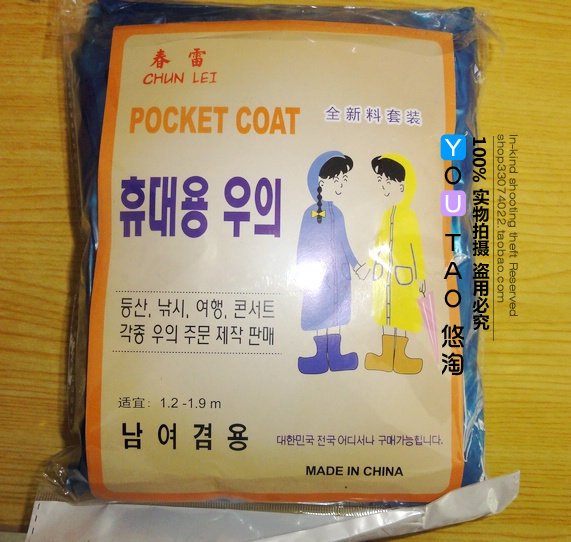 春雷
CHUN LEI
POCKET COAT
全新料套装
휴대용 우의
등산, 낚시, 여행, 콘서트
각종 우의 주문 제작 판매
适宜: 1.2 -1.9 m
남 여 겸 용
대한민국 전국 어디서나 구매가능힙니다.
MADE IN CHINA
YOU TAO 悠淘
100% 实物拍摄 盗用必究
In-kind shooting theft Reserved
shop33074022.taobao.com